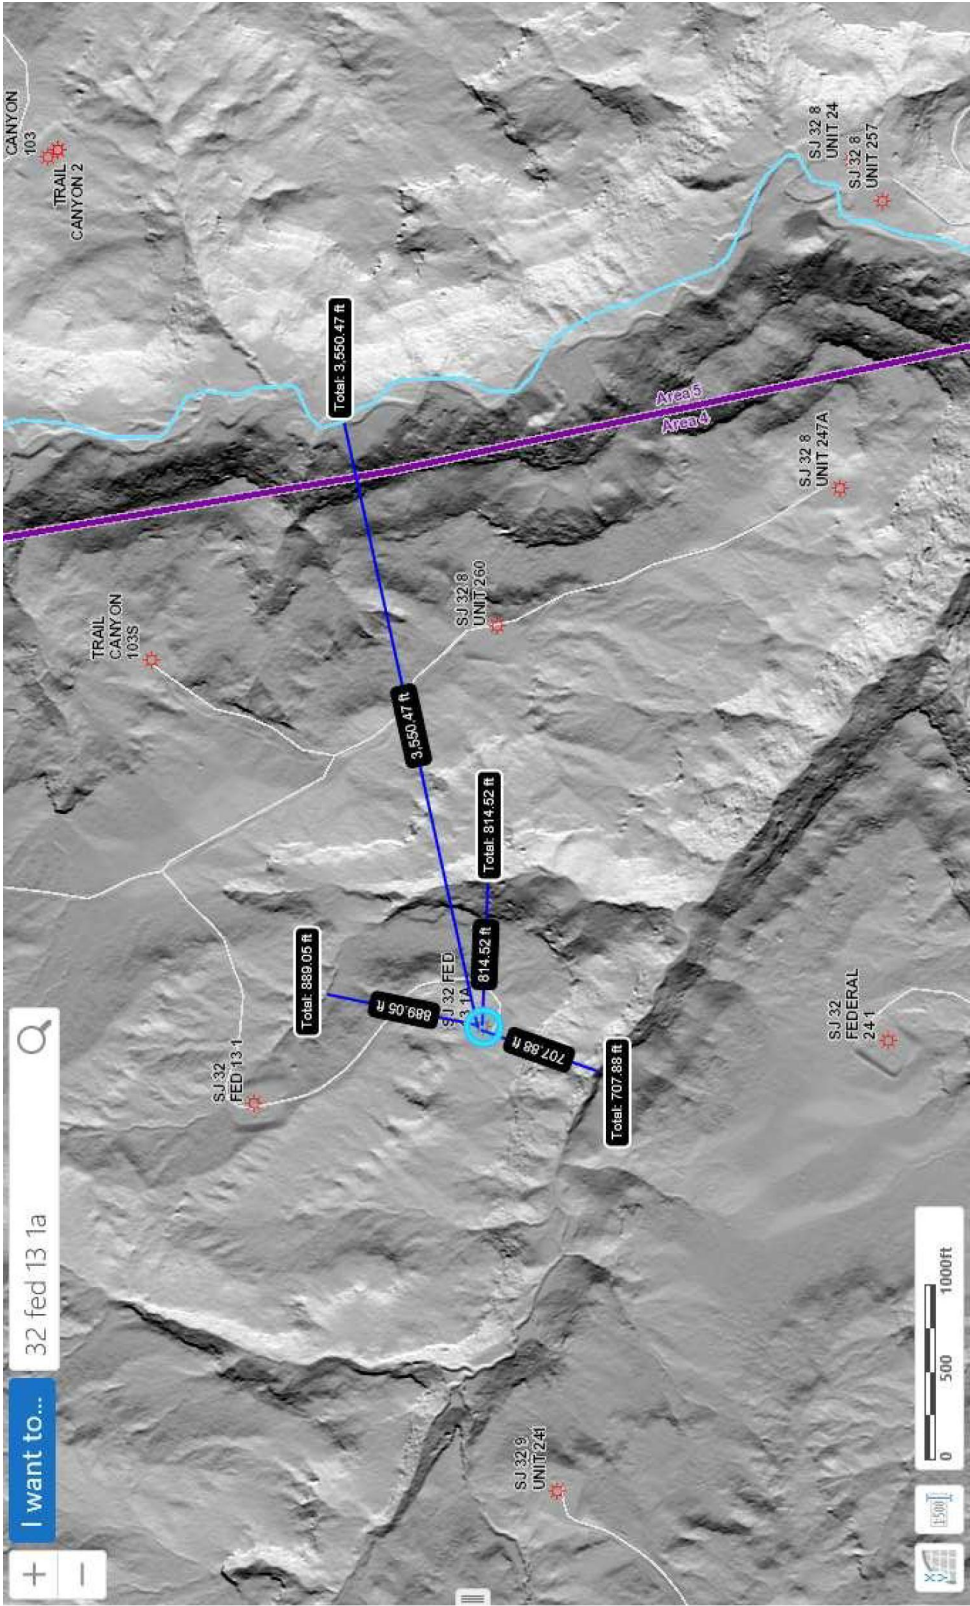 I want to...
32 fed 13 1a
CANYON
103
TRAIL
CANYON 2
TRAIL
CANYON
103S
SJ 32
FED 13 1
Total: 889.05 ft
889.05 ft
Total: 3,550.47 ft
3,550.47 ft
SJ 32 FED
3 1A
814.52 ft
Total: 814.52 ft
707.88 ft
Total: 707.88 ft
SJ 32 8
UNIT 260
Area 5
Area 4
SJ 32 8
UNIT 247A
SJ 32 8
UNIT 24
SJ 32 8
UNIT 257
SJ 32 9
UNIT 241
SJ 32
FEDERAL
24 1
0 500 1000ft
1:500
X
Y